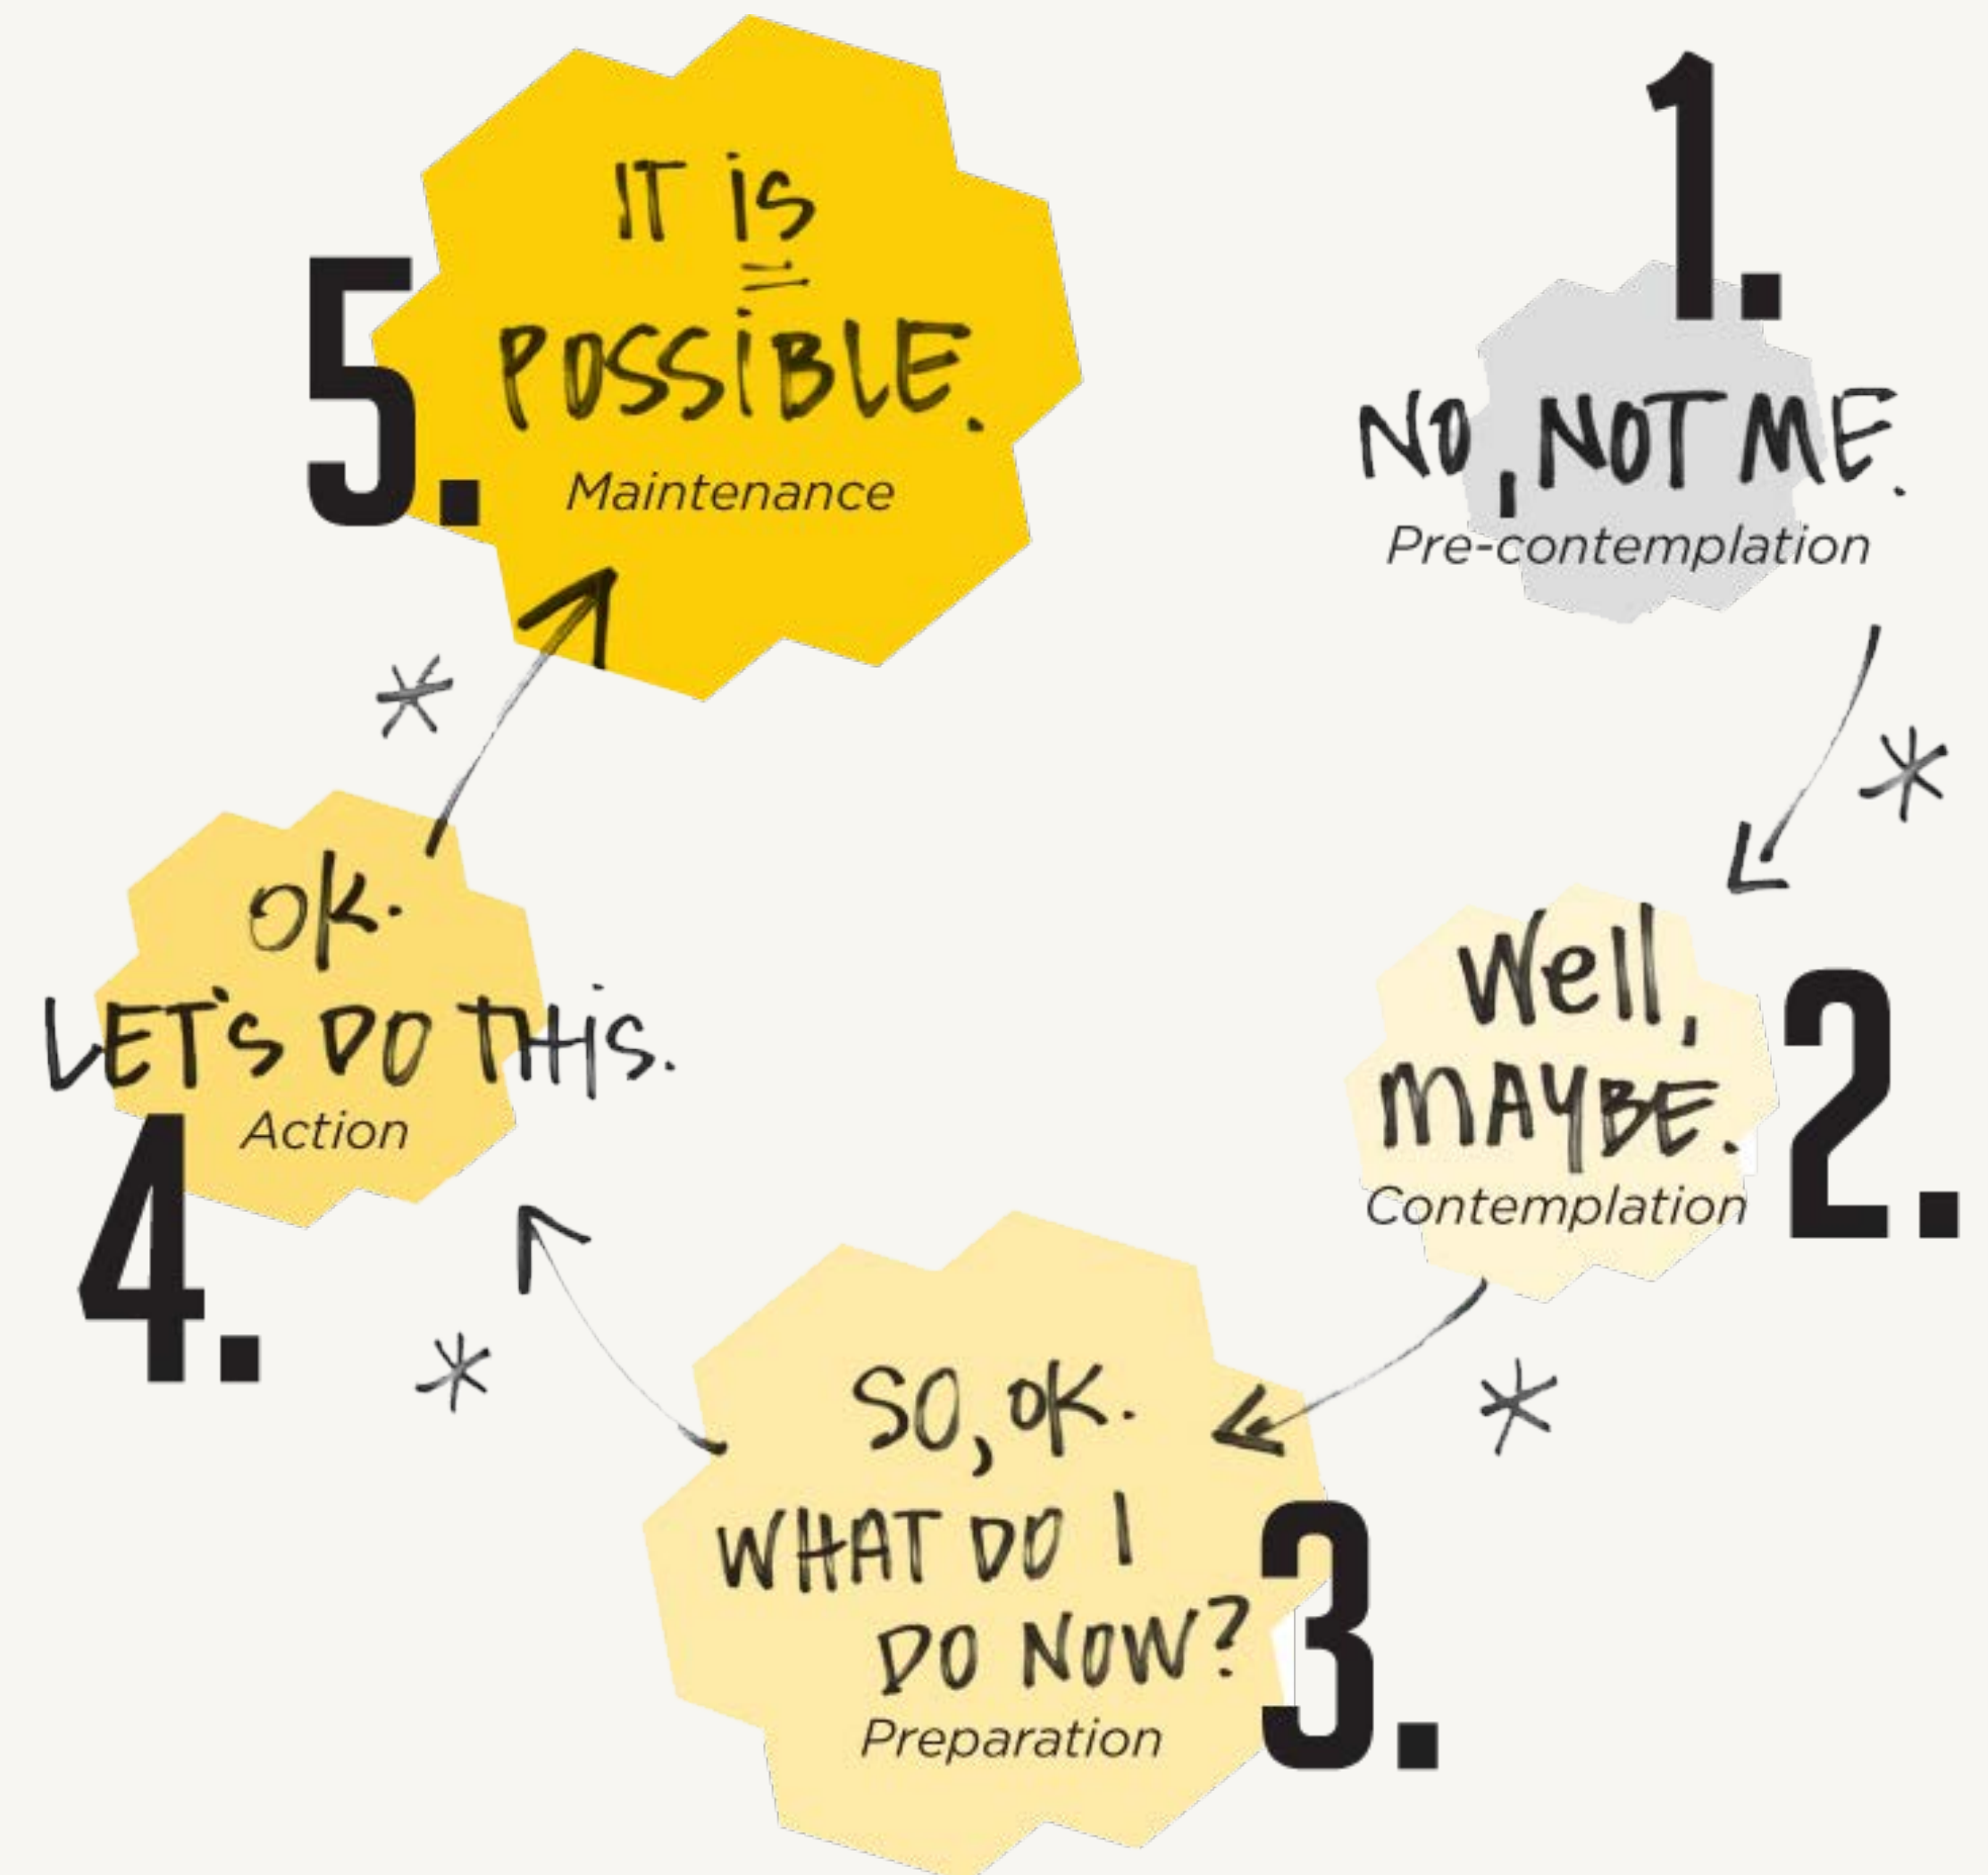 1.
NO, NOT ME.
Pre-contemplation
Well,
MAYBE.
Contemplation
2.
SO, OK.
WHAT DO I
DO NOW?
Preparation
3.
OK.
LET'S DO THIS.
Action
4.
IT is
POSSiBLE.
Maintenance
5.